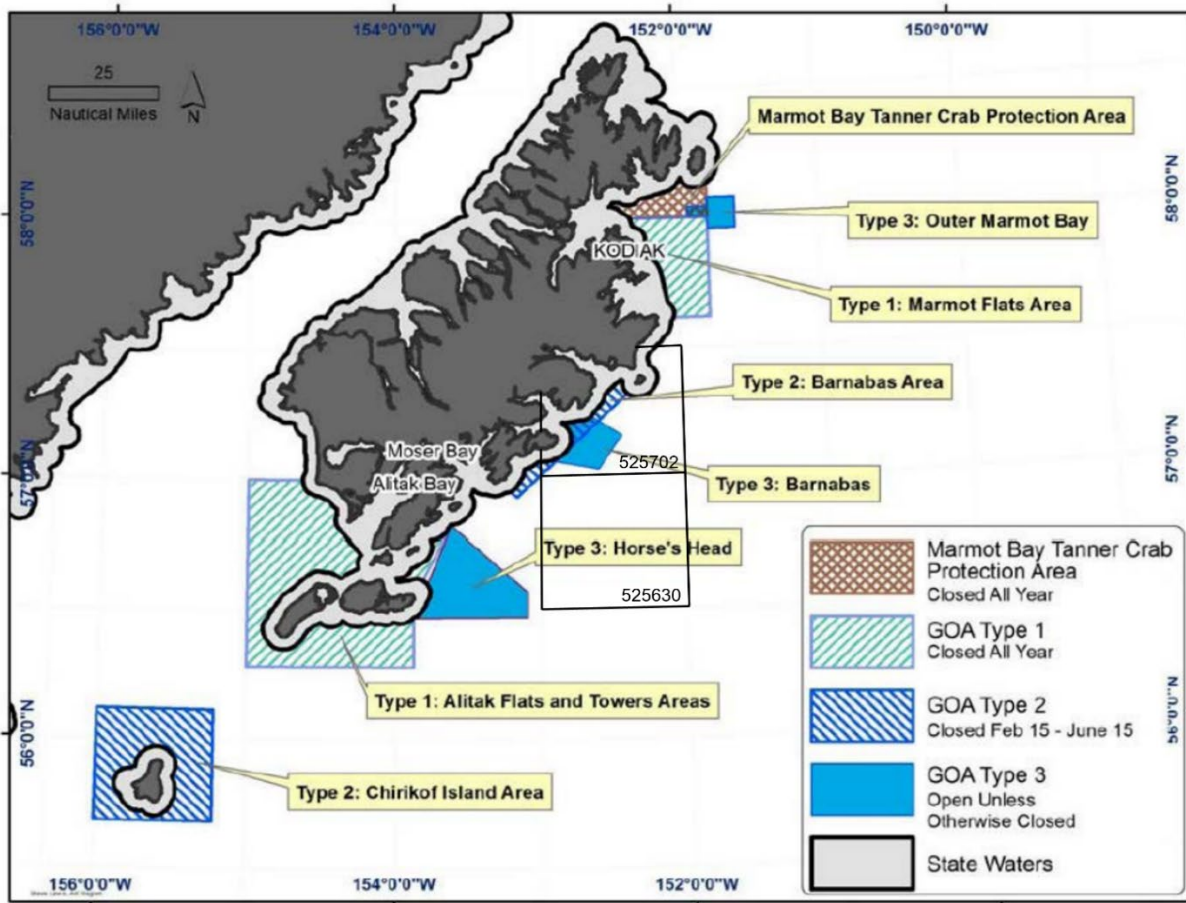 156°0'0"W
154°0'0"W
152°0'0"W
150°0'0"W
25
Nautical Miles
N
Marmot Bay Tanner Crab Protection Area
58°0'0"N
58°0'0"N
Type 3: Outer Marmot Bay
KODIAK
Type 1: Marmot Flats Area
Type 2: Barnabas Area
57°0'0"N
57°0'0"N
Moser Bay
525702
Alitak Bay
Type 3: Barnabas
Type 3: Horse's Head
525630
Type 1: Alitak Flats and Towers Areas
56°0'0"N
56°0'0"N
Type 2: Chirikof Island Area
Marmot Bay Tanner Crab
Protection Area
Closed All Year
GOA Type 1
Closed All Year
GOA Type 2
Closed Feb 15 - June 15
GOA Type 3
Open Unless
Otherwise Closed
State Waters
156°0'0"W
154°0'0"W
152°0'0"W